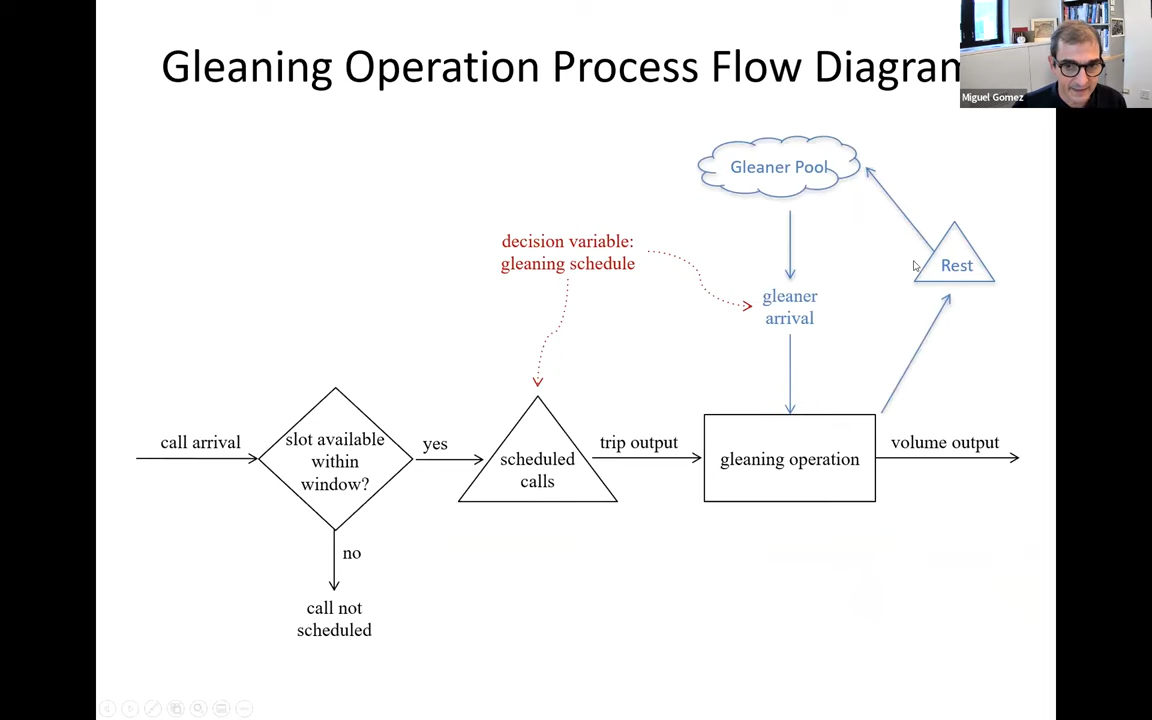 Gleaning Operation Process Flow Diagram
Miguel Gomez
Gleaner Pool
decision variable:
gleaning schedule
Rest
gleaner
arrival
call arrival
slot available
within
window?
yes
scheduled
calls
trip output
gleaning operation
volume output
no
call not
scheduled